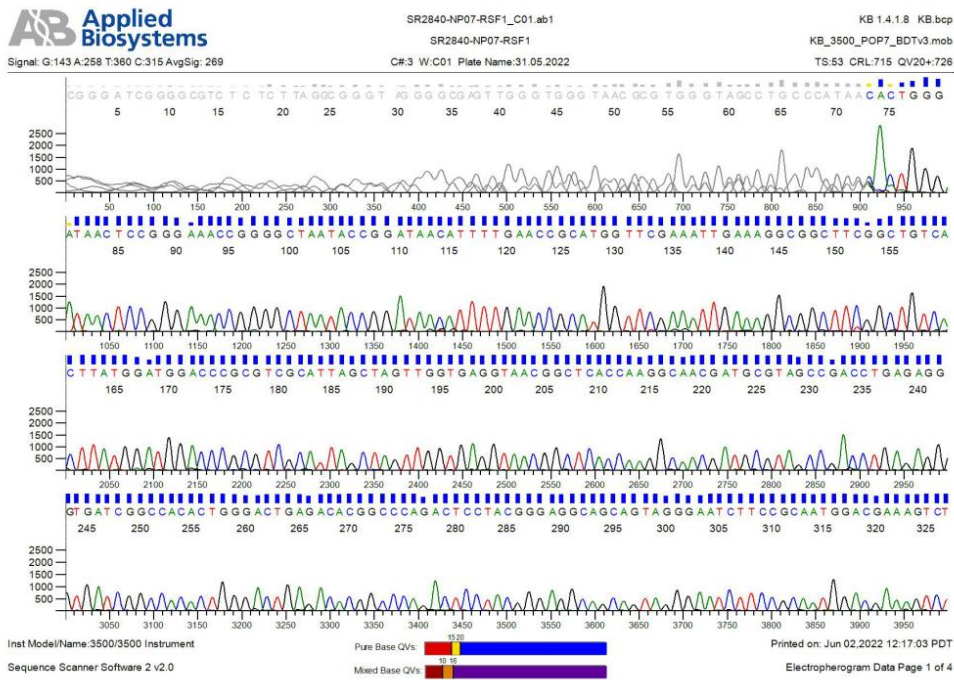 AB Applied Biosystems
SR2840-NP07-RSF1_C01.ab1
KB 1.4.1.8 KB.bcp
SR2840-NP07-RSF1
KB_3500_POP7_BDTv3.mob
Signal: G:143 A:258 T:360 C:315 AvgSig: 269
C#:3 W:C01 Plate Name:31.05.2022
TS:53 CRL:715 QV20+:726
CGGGATCGGGGCGTCTCTCTTAGGCGGGTAGGGGCGAGTTGGGTGGGTAACGCGTGGGTAGCCTGCCCATAACCACTGGG
5 10 15 20 25 30 35 40 45 50 55 60 65 70 75
2500
2000
1500
1000
500
50 100 150 200 250 300 350 400 450 500 550 600 650 700 750 800 850 900 950
ATAACTCCGGGAAACCGGGGCTAATACCGGATAACATTTTGAACCGCATGGTTCGAAATTGAAAGGCGGCTTCGGCTGTCA
85 90 95 100 105 110 115 120 125 130 135 140 145 150 155
2500
2000
1500
1000
500
1050 1100 1150 1200 1250 1300 1350 1400 1450 1500 1550 1600 1650 1700 1750 1800 1850 1900 1950
CTTATGGATGGACCCGCGTCGCATTAGCTAGTTGGTGAGGTAACGGCTCACCAAGGCAACGATGCGTAGCCGACCTGAGAGG
165 170 175 180 185 190 195 200 205 210 215 220 225 230 235 240
2500
2000
1500
1000
500
2050 2100 2150 2200 2250 2300 2350 2400 2450 2500 2550 2600 2650 2700 2750 2800 2850 2900 2950
GTGATCGGCCACACTGGGACTGAGACACGGCCCAGACTCCTACGGGAGGCAGCAGTAGGGAATCTTCCGCAATGGACGAAAGTCT
245 250 255 260 265 270 275 280 285 290 295 300 305 310 315 320 325
2500
2000
1500
1000
500
3050 3100 3150 3200 3250 3300 3350 3400 3450 3500 3550 3600 3650 3700 3750 3800 3850 3900 3950
Inst Model/Name:3500/3500 Instrument
Pure Base QVs: 15 20
Printed on: Jun 02,2022 12:17:03 PDT
Sequence Scanner Software 2 v2.0
Mixed Base QVs: 10 16
Electropherogram Data Page 1 of 4